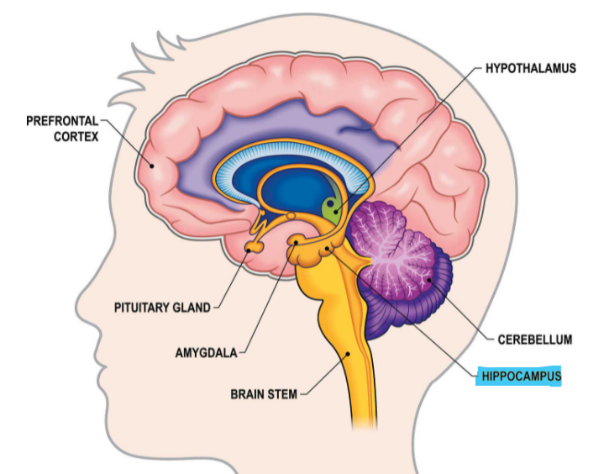 HYPOTHALAMUS
PREFRONTAL
CORTEX
PITUITARY GLAND
AMYGDALA
BRAIN STEM
CEREBELLUM
HIPPOCAMPUS